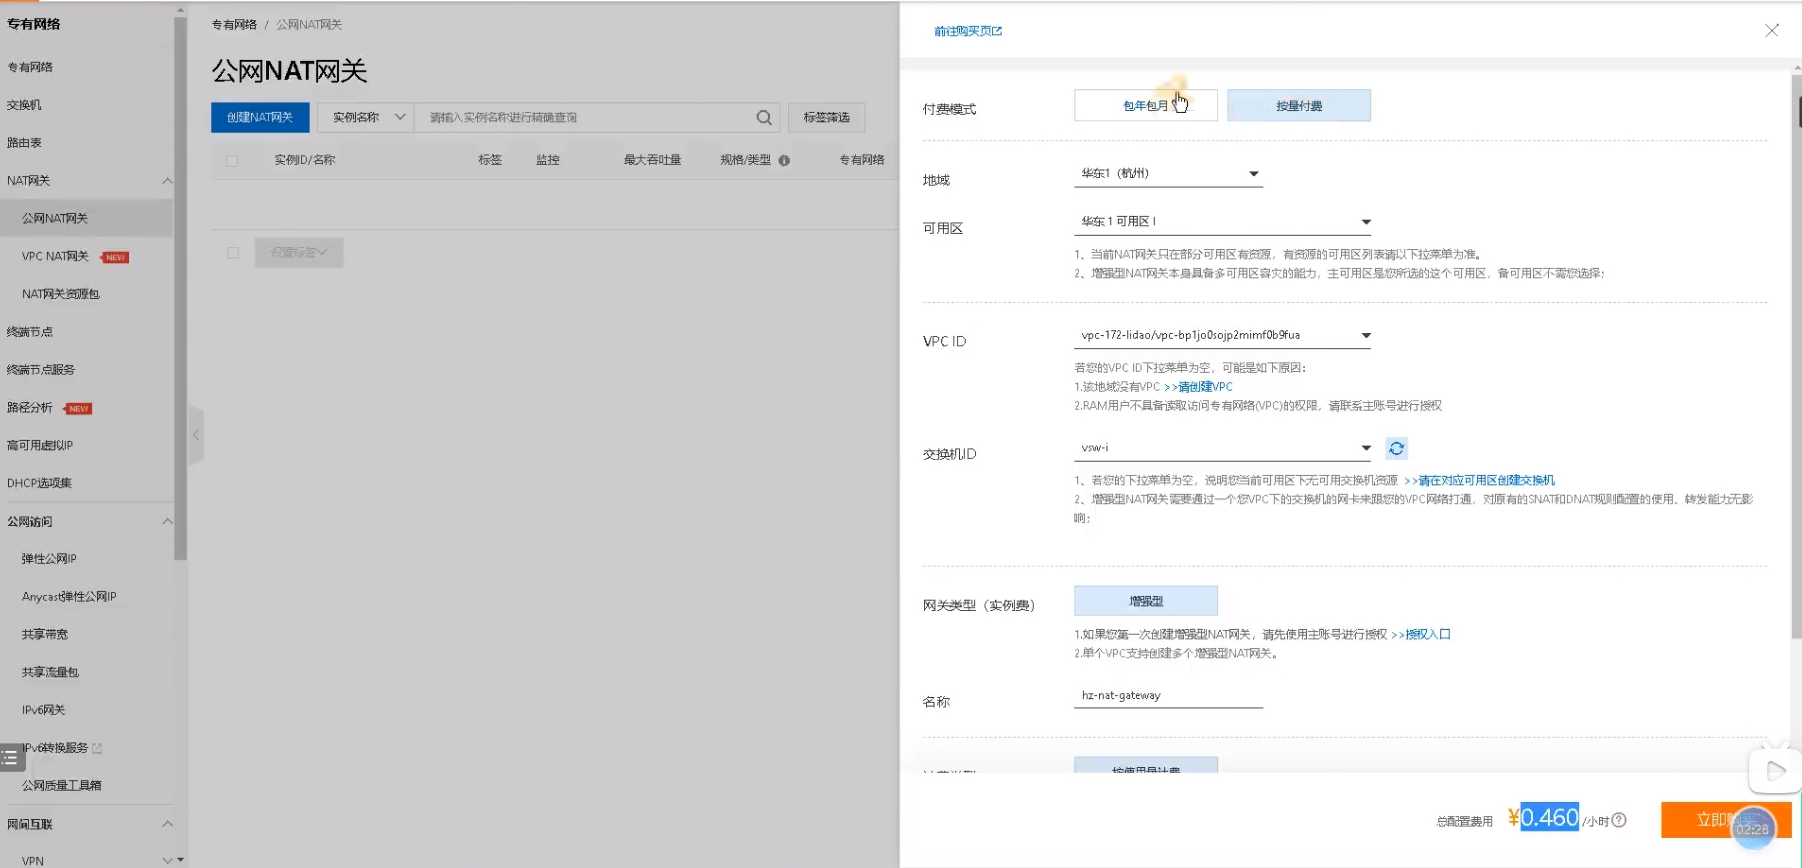 专有网络
专有网络
交换机
路由表
NAT网关
公网NAT网关
VPC NAT网关 NEW
NAT网关资源包
终端节点
终端节点服务
路径分析 NEW
高可用虚拟IP
DHCP选项集
公网访问
弹性公网IP
Anycast弹性公网IP
共享带宽
共享流量包
IPv6网关
IPv6转换服务
公网质量工具箱
网间互联
VPN
专有网络 / 公网NAT网关
公网NAT网关
创建NAT网关 实例名称 请输入实例名称进行精确查询 标签筛选
实例ID/名称 标签 监控 最大吞吐量 规格/类型 专有网络
设置标签
前往购买页
付费模式 包年包月 按量付费
地域 华东1（杭州）
可用区 华东 1 可用区 I
1、当前NAT网关只在部分可用区有资源，有资源的可用区列表请以下拉菜单为准。
2、增强型NAT网关本身具备多可用区容灾的能力，主可用区是您所选的这个可用区，备可用区不需您选择；
VPC ID vpc-172-lidao/vpc-bp1jo0sojp2mimf0b9fua
若您的VPC ID下拉菜单为空，可能是如下原因：
1.该地域没有VPC >>请创建VPC
2.RAM用户不具备读取访问专有网络(VPC)的权限，请联系主账号进行授权
交换机ID vsw-i
1、若您的下拉菜单为空，说明您当前可用区下无可用交换机资源 >>请在对应可用区创建交换机
2、增强型NAT网关需要通过一个您VPC下的交换机的网卡来跟您的VPC网络打通，对原有的SNAT和DNAT规则配置的使用、转发能力无影
响；
网关类型（实例费） 增强型
1.如果您第一次创建增强型NAT网关，请先使用主账号进行授权 >>授权入口
2.单个VPC支持创建多个增强型NAT网关。
名称 hz-nat-gateway
按使用量计费
总配置费用 ¥0.460 /小时
立即购买
02:28